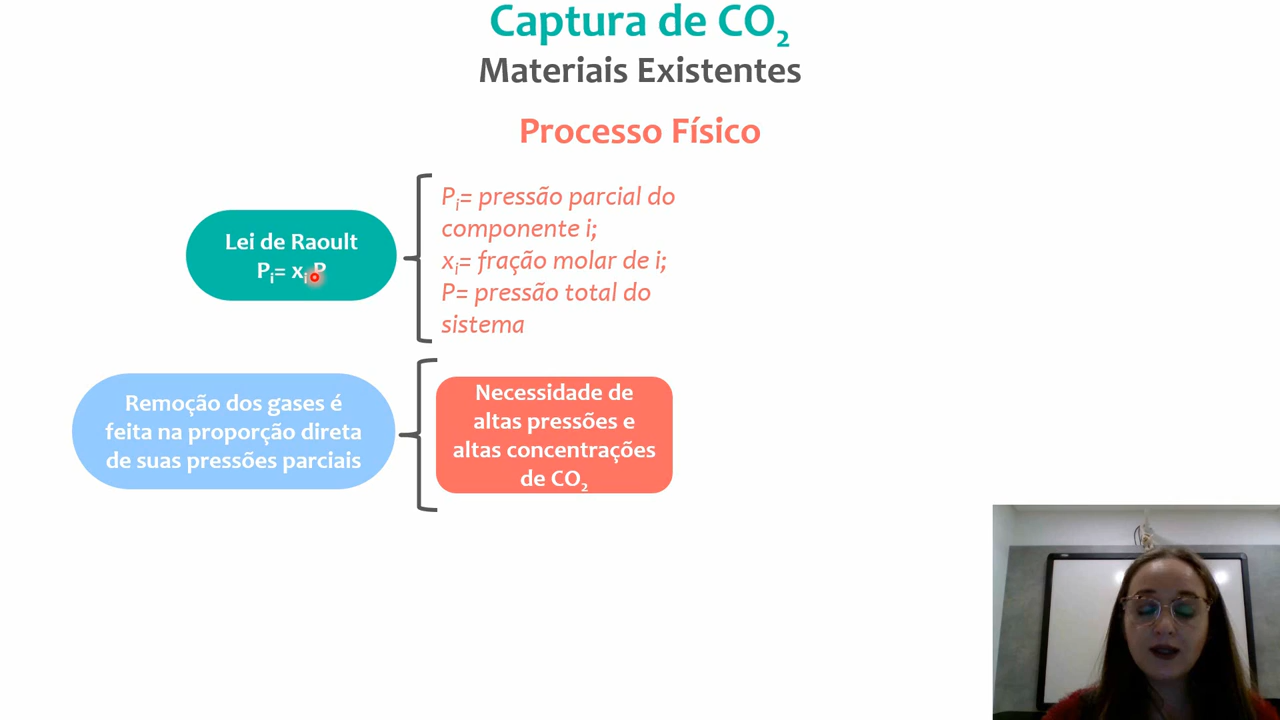 Captura de CO₂
Materiais Existentes
Processo Físico
Lei de Raoult
Pᵢ= xᵢ P
Pᵢ= pressão parcial do
componente i;
xᵢ= fração molar de i;
P= pressão total do
sistema
Remoção dos gases é
feita na proporção direta
de suas pressões parciais
Necessidade de
altas pressões e
altas concentrações
de CO₂